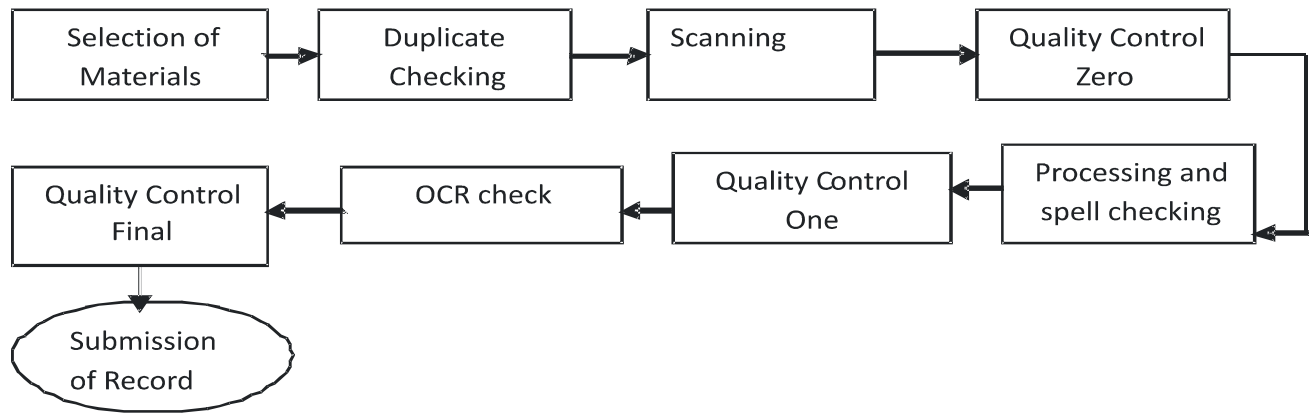 Selection of
Materials
Duplicate
Checking
Scanning
Quality Control
Zero
Processing and
spell checking
Quality Control
One
OCR check
Quality Control
Final
Submission
of Record